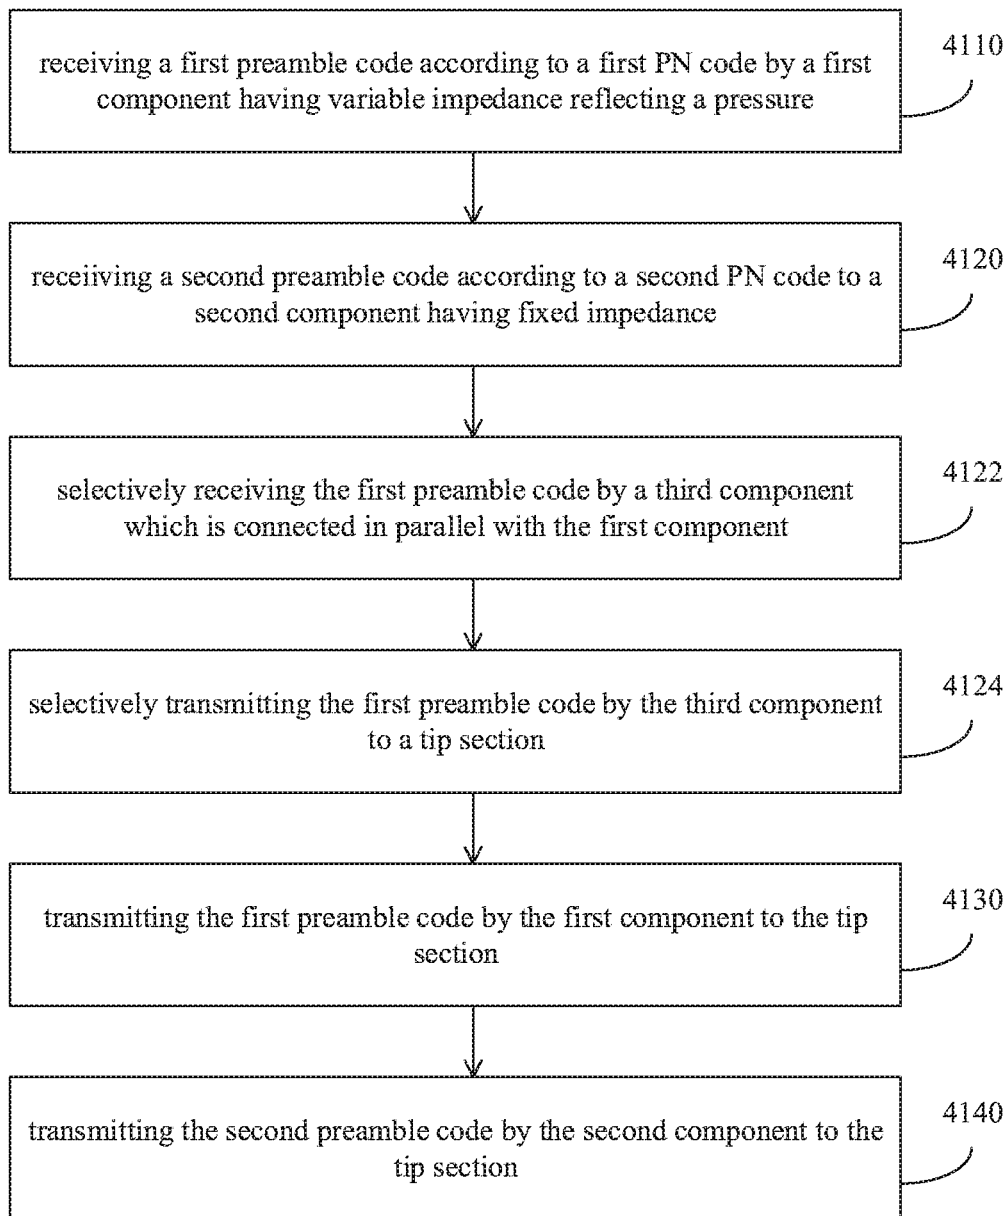 receiving a first preamble code according to a first PN code by a first
component having variable impedance reflecting a pressure
4110
receiiving a second preamble code according to a second PN code to a
second component having fixed impedance
4120
selectively receiving the first preamble code by a third component
which is connected in parallel with the first component
4122
selectively transmitting the first preamble code by the third component
to a tip section
4124
transmitting the first preamble code by the first component to the tip
section
4130
transmitting the second preamble code by the second component to the
tip section
4140